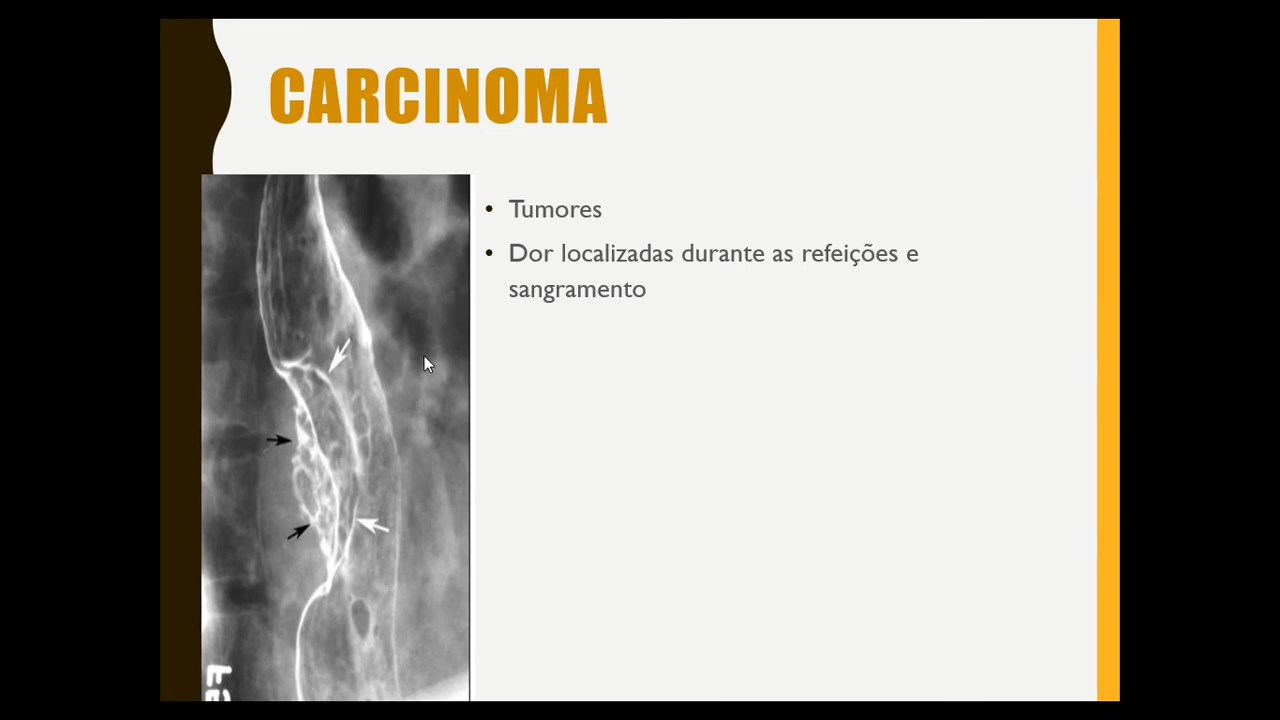 CARCINOMA
• Tumores
• Dor localizadas durante as refeições e
sangramento